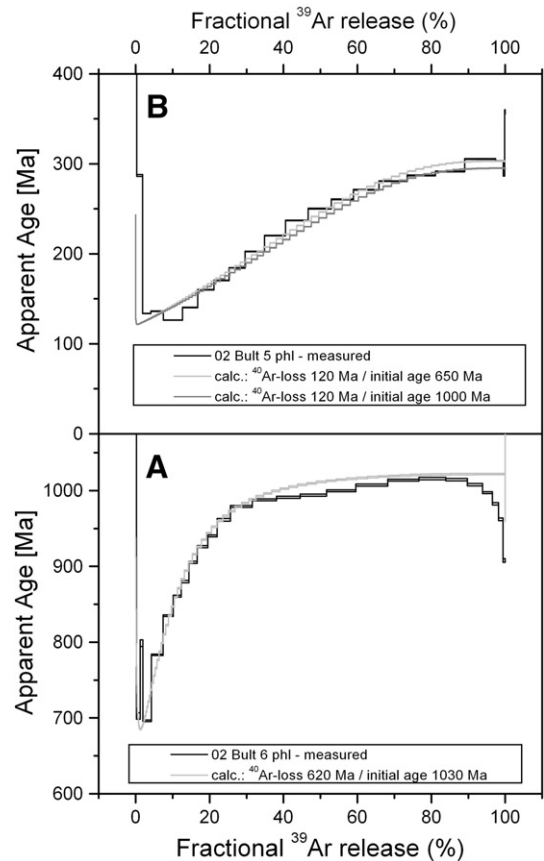 Fractional ³⁹Ar release (%)
0 20 40 60 80 100
B
400
300
200
100
0
Apparent Age [Ma]
02 Bult 5 phl - measured
calc.: ⁴⁰Ar-loss 120 Ma / initial age 650 Ma
calc.: ⁴⁰Ar-loss 120 Ma / initial age 1000 Ma
A
1000
900
800
700
600
Apparent Age [Ma]
02 Bult 6 phl - measured
calc.: ⁴⁰Ar-loss 620 Ma / initial age 1030 Ma
0 20 40 60 80 100
Fractional ³⁹Ar release (%)